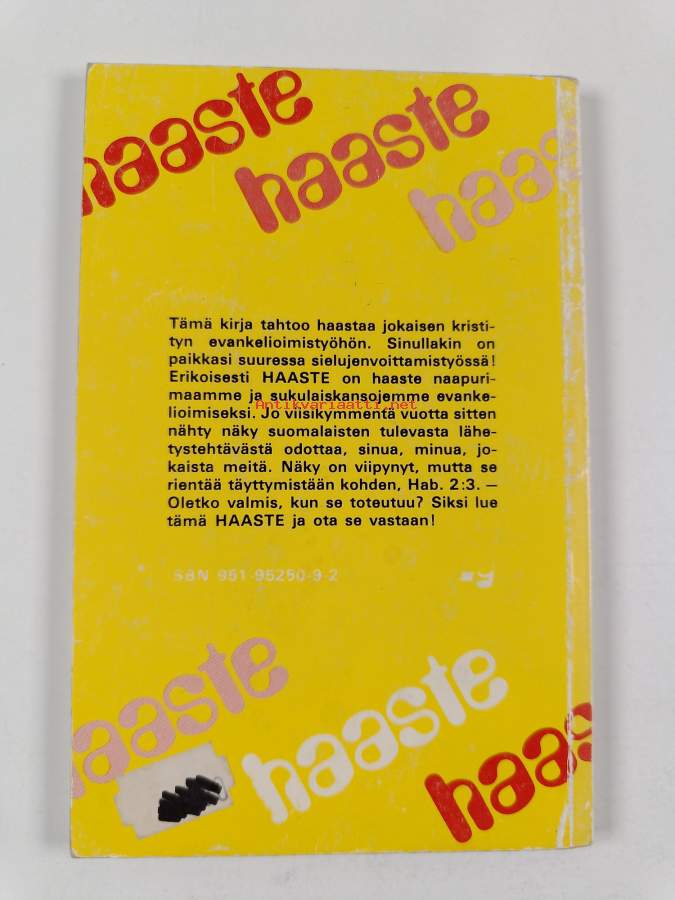 haaste
haaste
haas
Tämä kirja tahtoo haastaa jokaisen kristi-
tyn evankelioimistyöhön. Sinullakin on
paikkasi suuressa sielujenvoittamistyössä!
Erikoisesti HAASTE on haaste naapuri-
maamme ja sukulaiskansojemme evanke-
Antikvariaatti.net
lioimiseksi. Jo viisikymmentä vuotta sitten
nähty näky suomalaisten tulevasta lähe-
tystehtävästä odottaa, sinua, minua, jo-
kaista meitä. Näky on viipynyt, mutta se
rientää täyttymistään kohden, Hab. 2:3. —
Oletko valmis, kun se toteutuu? Siksi lue
tämä HAASTE ja ota se vastaan!
ISBN 951-95250-9-2
haaste
haaste
haas